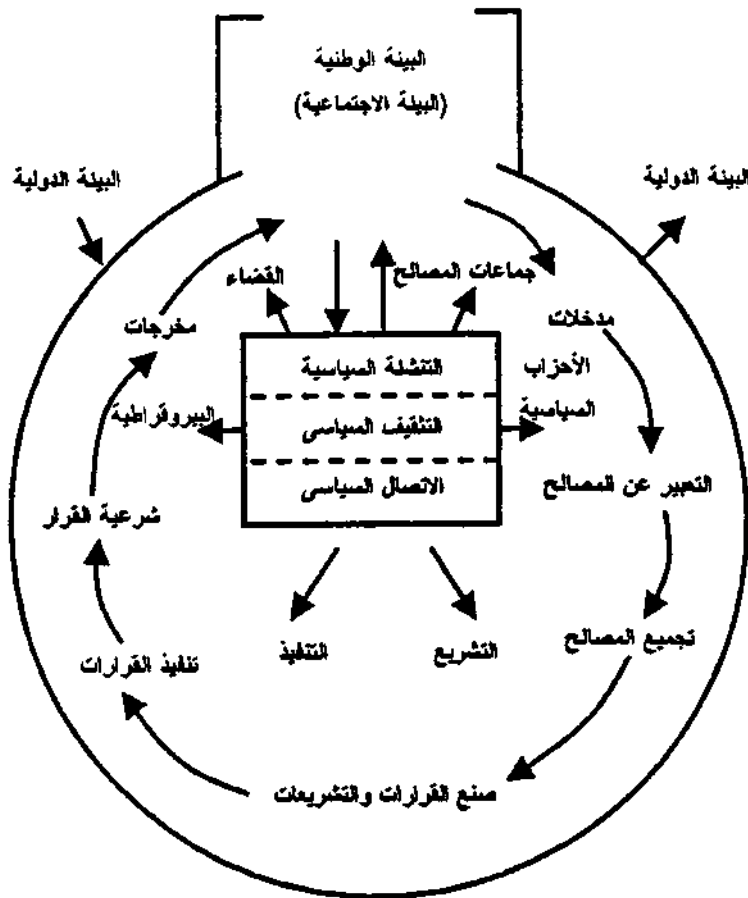 البيئة الوطنية
(البيئة الاجتماعية)
البيئة الدولية
البيئة الدولية
جماعات المصالح
القضاء
مدخلات
مخرجات
التنشئة السياسية
الأحزاب
السياسية
التثقيف السياسى
البيروقراطية
الاتصال السياسى
التعبير عن المصالح
شرعية القرار
تجميع المصالح
التشريع
التنفيذ
تنفيذ القرارات
صنع القرارات والتشريعات